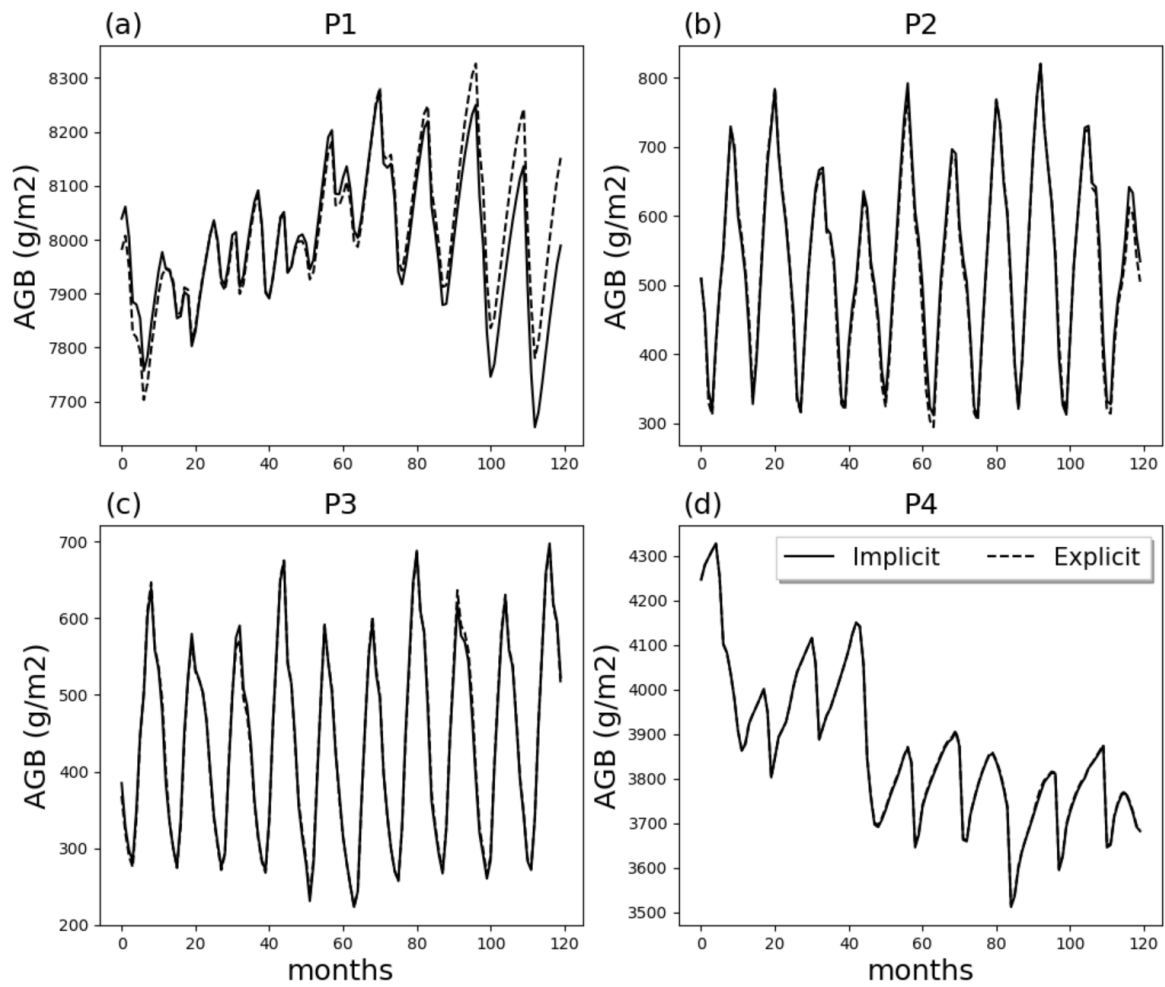 (a) P1
AGB (g/m2)
8300
8200
8100
8000
7900
7800
7700
0 20 40 60 80 100 120
(b) P2
AGB (g/m2)
800
700
600
500
400
300
0 20 40 60 80 100 120
(c) P3
AGB (g/m2)
700
600
500
400
300
200
0 20 40 60 80 100 120
months
(d) P4
Implicit Explicit
AGB (g/m2)
4300
4200
4100
4000
3900
3800
3700
3600
3500
0 20 40 60 80 100 120
months